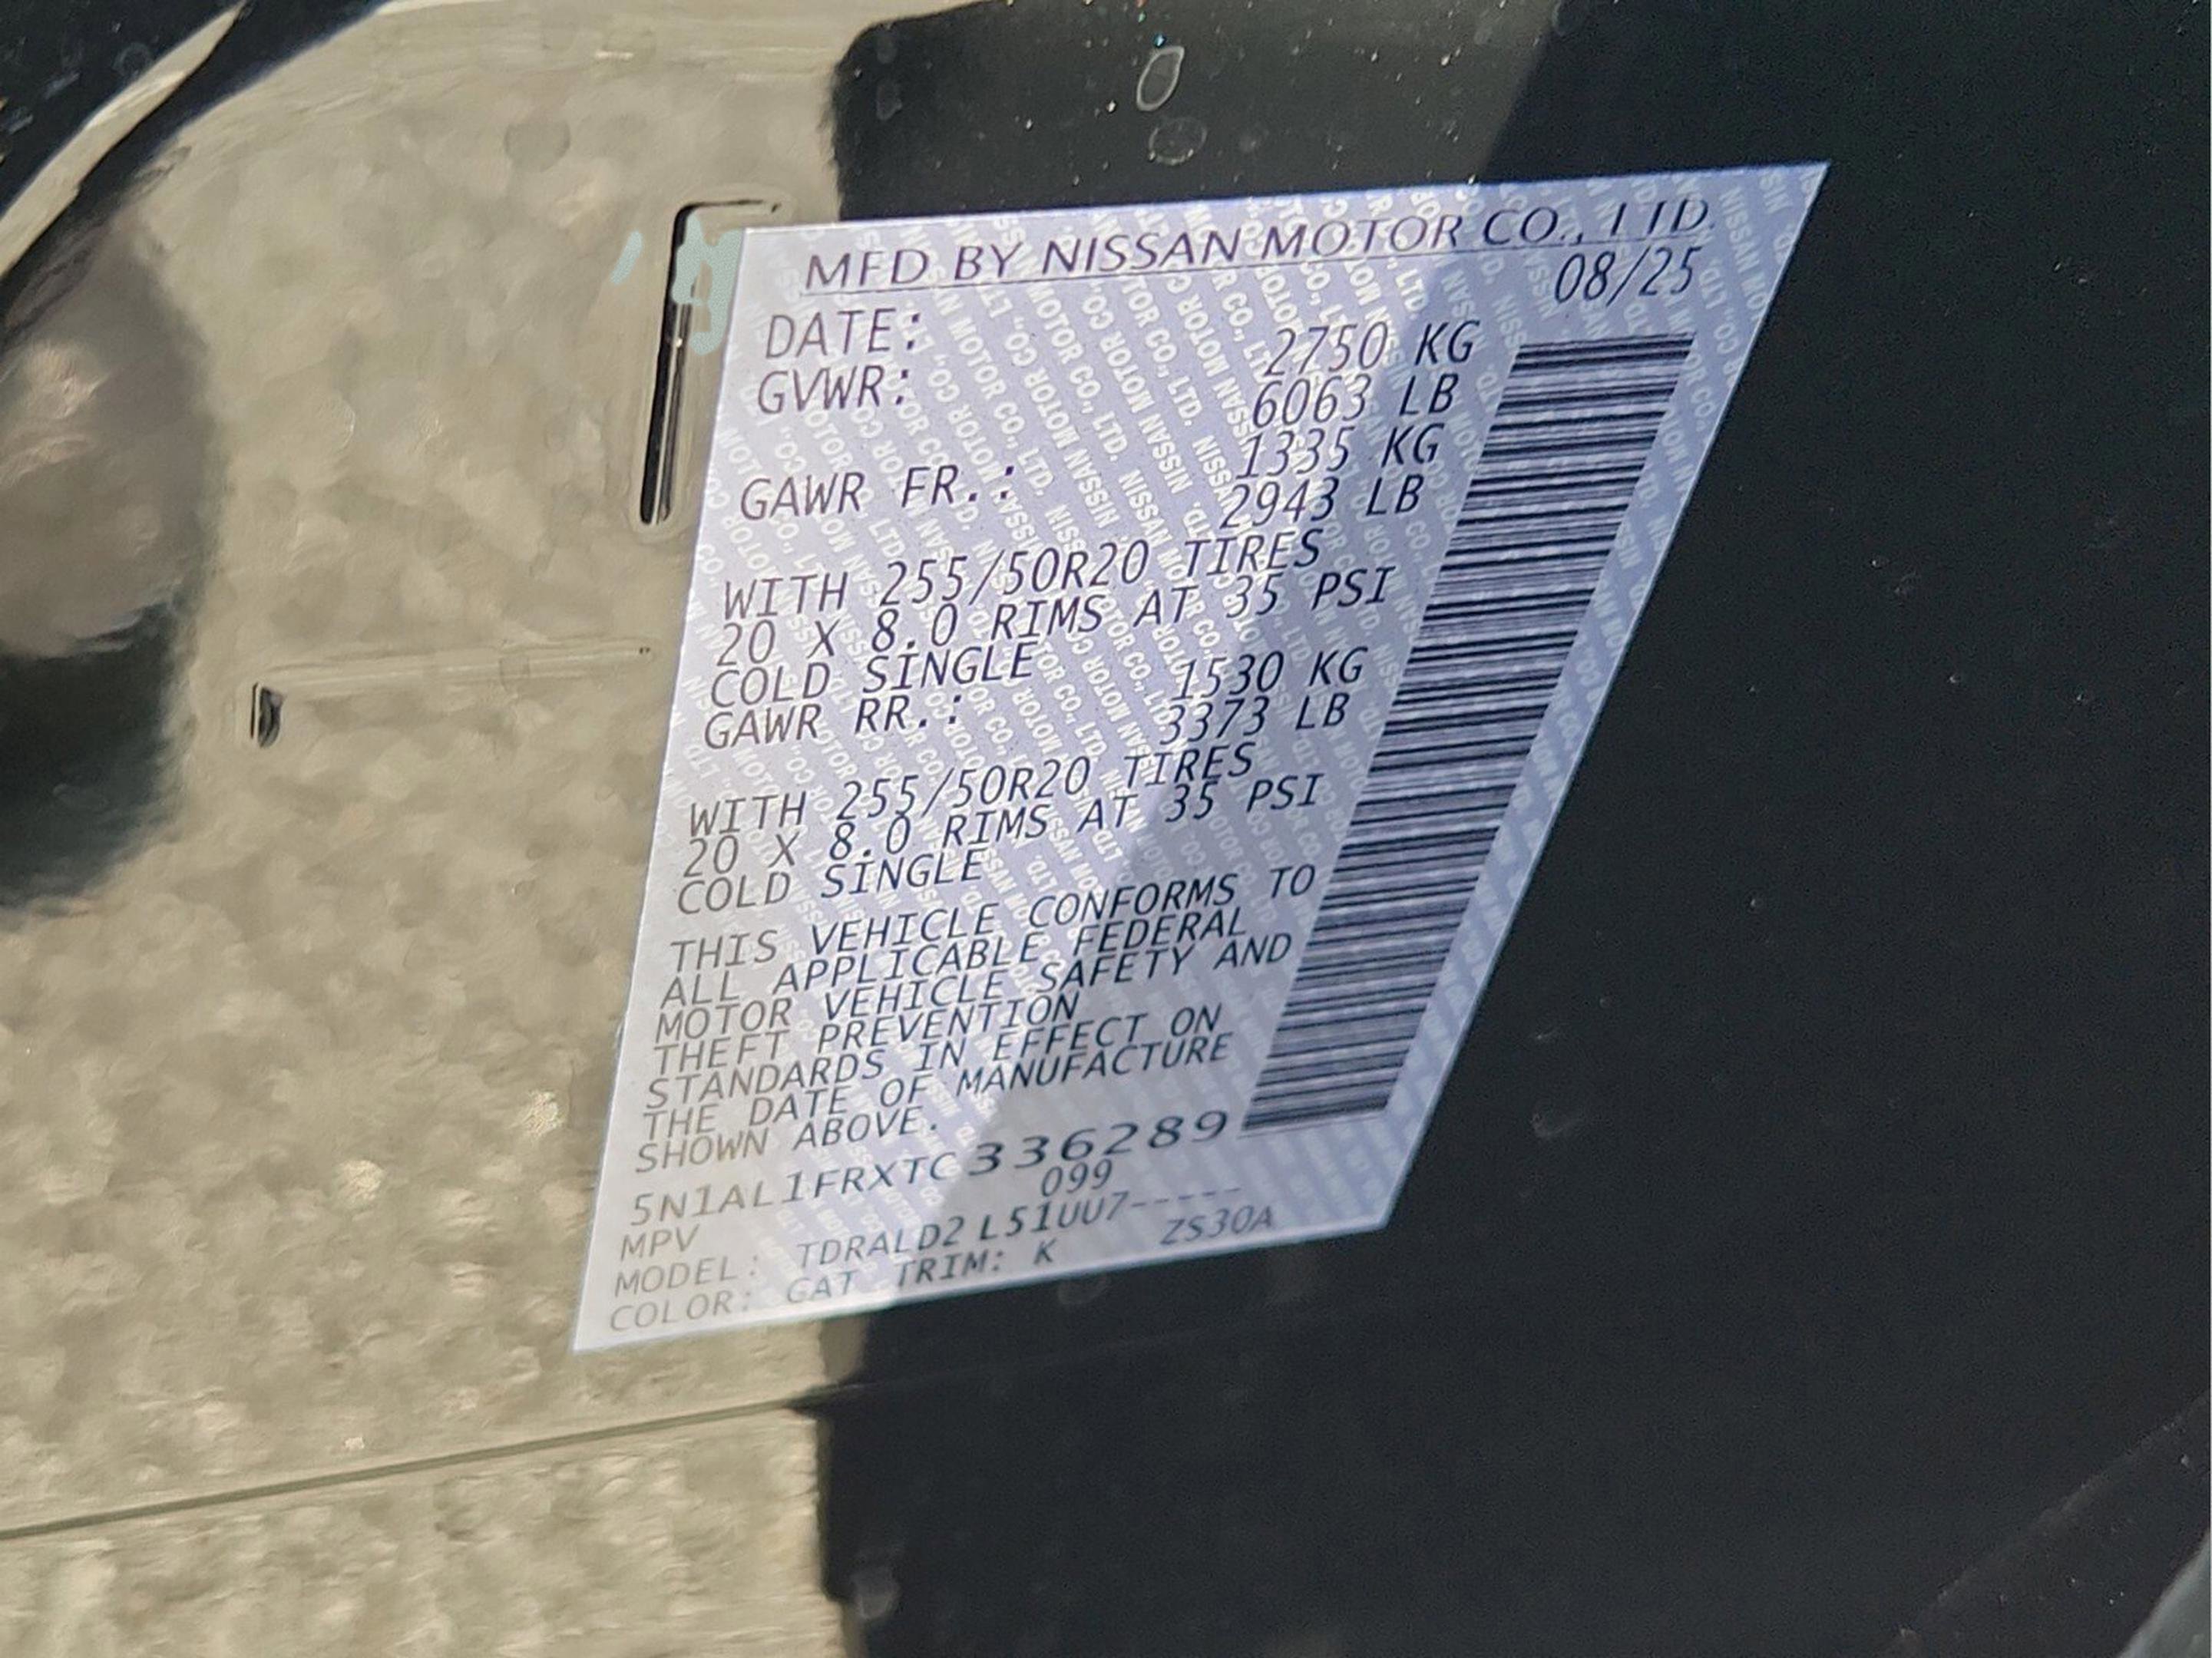 MFD BY NISSAN MOTOR CO., LTD.
DATE: 08/25
GVWR: 2750 KG
6063 LB
GAWR FR.: 1335 KG
2943 LB
WITH 255/50R20 TIRES
20 X 8.0 RIMS AT 35 PSI
COLD SINGLE
GAWR RR.: 1530 KG
3373 LB
WITH 255/50R20 TIRES
20 X 8.0 RIMS AT 35 PSI
COLD SINGLE
THIS VEHICLE CONFORMS TO
ALL APPLICABLE FEDERAL
MOTOR VEHICLE SAFETY AND
THEFT PREVENTION
STANDARDS IN EFFECT ON
THE DATE OF MANUFACTURE
SHOWN ABOVE.
5N1AL1FRXTC336289
MPV 099
MODEL: TDRALD2 L51UU7-----
COLOR: GAT TRIM: K ZS30A